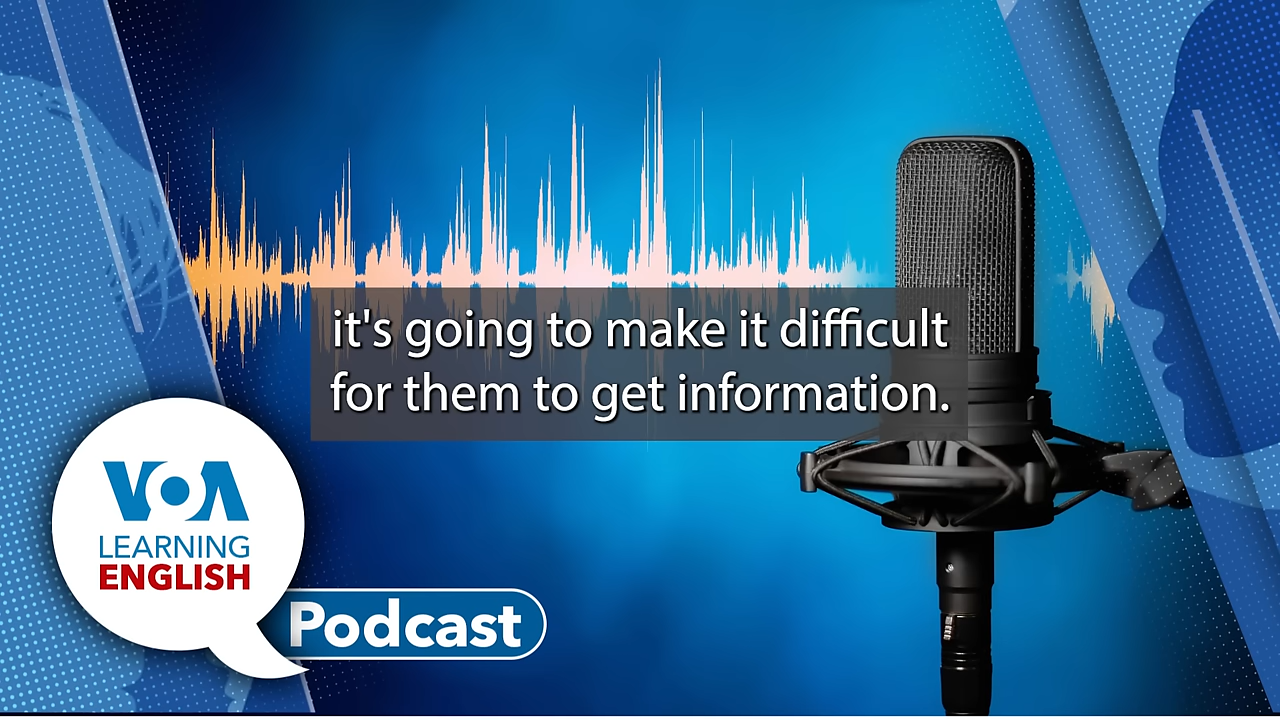 it's going to make it difficult
for them to get information.
VOA
LEARNING
ENGLISH
Podcast